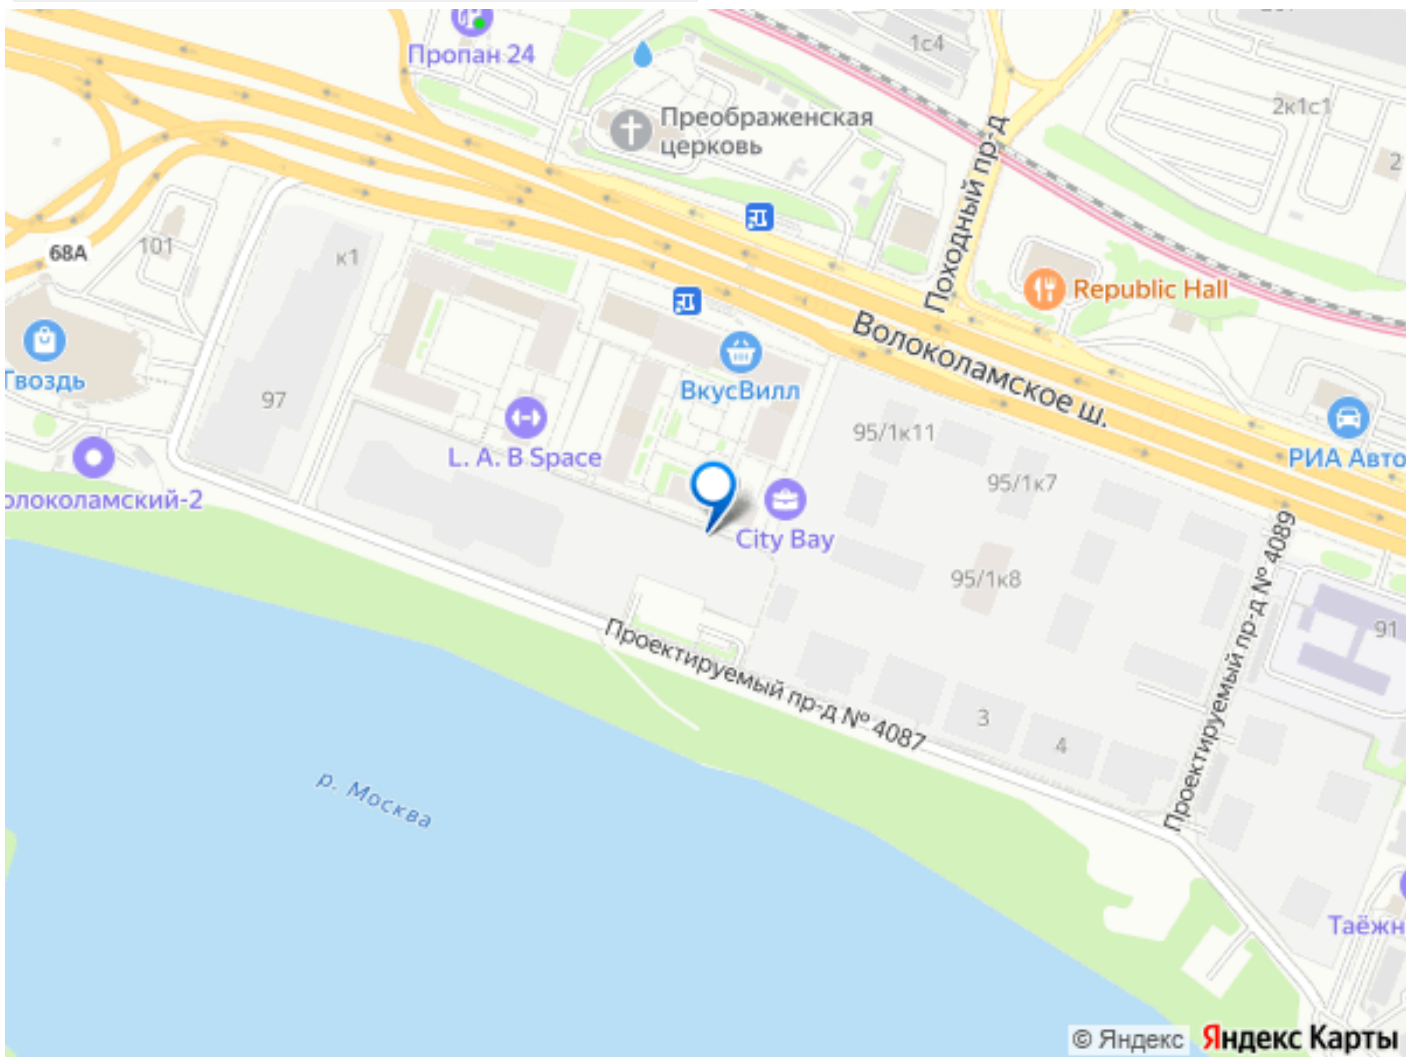 1с4
Пропан 24
2к1с1
Преображенская
церковь
2
Походный пр-д
68А
101
к1
Republic Hall
Волоколамское ш.
Гвоздь
ВкусВилл
97
95/1к11
L. A. B Space
РИА Авто
95/1к7
олоколамский-2
City Bay
95/1к8
Проектируемый пр-д № 4089
91
Проектируемый пр-д № 4087
3
4
р. Москва
Таёжн
© Яндекс Яндекс Карты